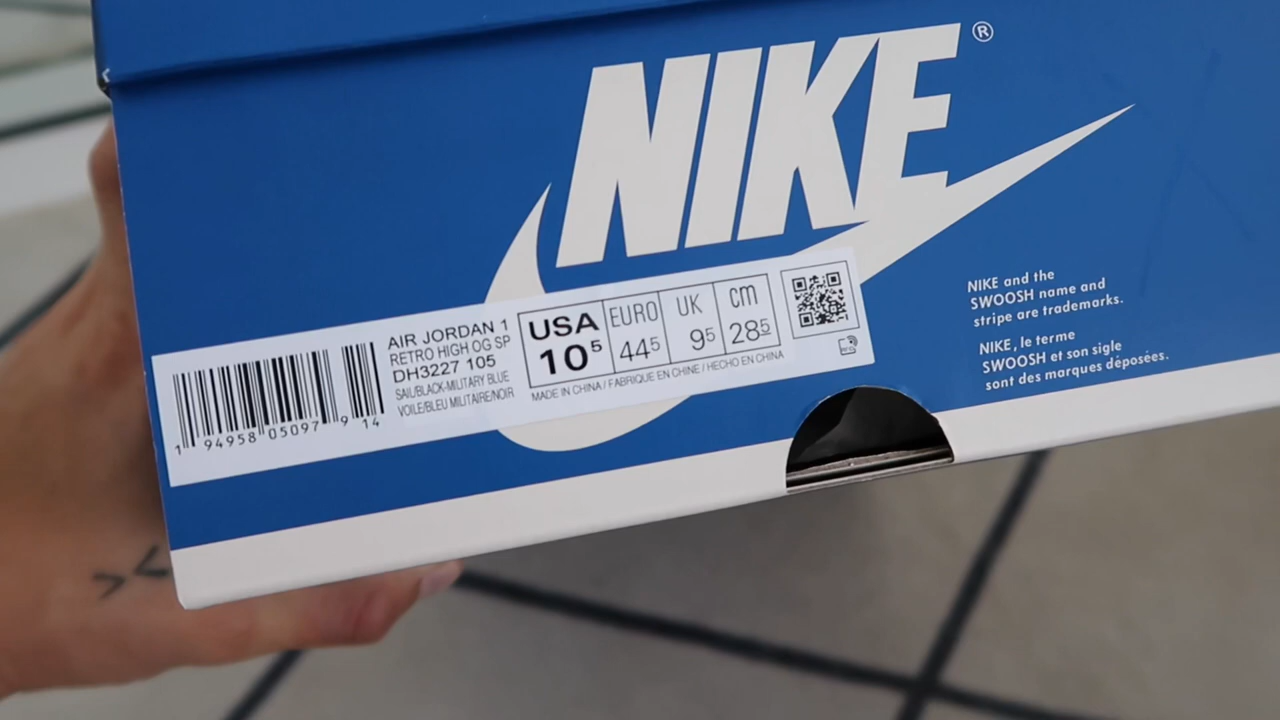 NIKE®
AIR JORDAN 1
RETRO HIGH OG SP
DH3227 105
SAIL/BLACK-MILITARY BLUE
VOILE/BLEU MILITAIRE/NOIR
1 94958 05097 9 14
USA EURO UK cm
10⁵ 44⁵ 9⁵ 28⁵
MADE IN CHINA / FABRIQUE EN CHINE / HECHO EN CHINA
NIKE and the
SWOOSH name and
stripe are trademarks.
NIKE, le terme
SWOOSH et son sigle
sont des marques déposées.